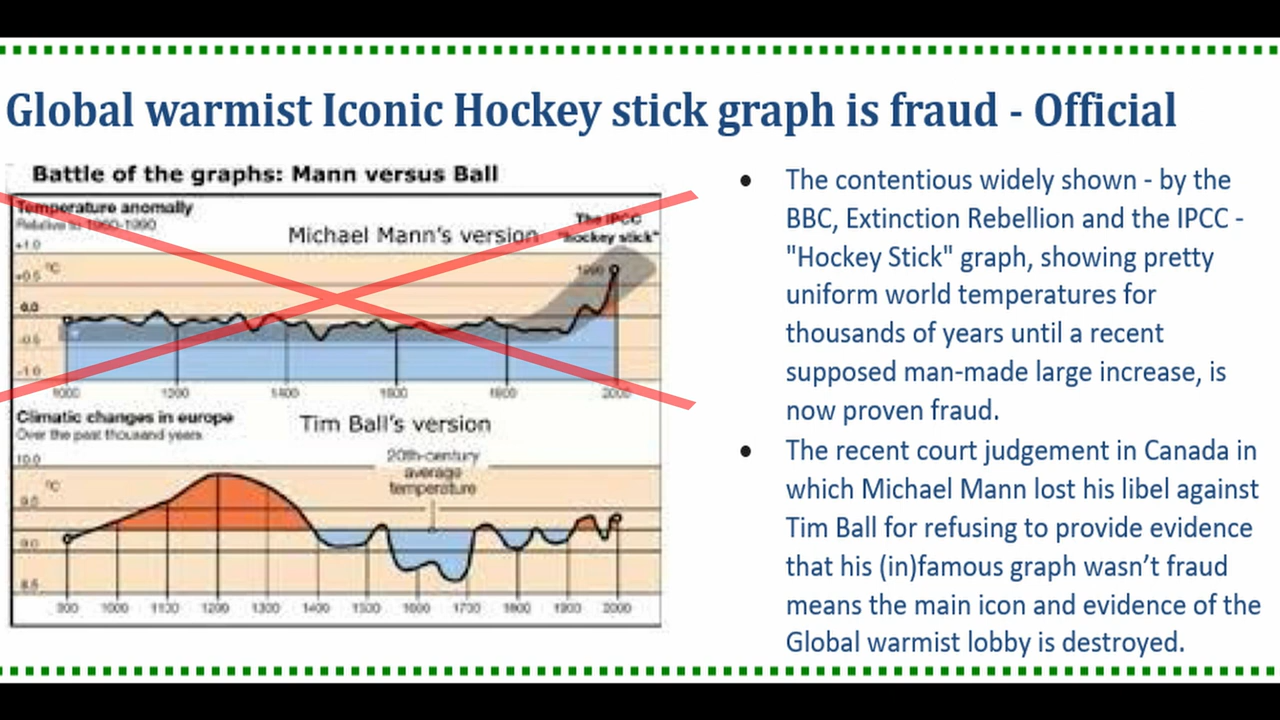 Global warmist Iconic Hockey stick graph is fraud - Official
Battle of the graphs: Mann versus Ball
Temperature anomaly
Relative to 1960-1990
Michael Mann's version
The IPCC
"hockey stick"
+1.0
°C
+0.5
1998
0.0
-0.5
-1.0
1000 1200 1400 1600 1800 2000
Climatic changes in europe
Over the past thousand years
Tim Ball's version
10.0
20th-century
average
temperature
°C
9.5
9.0
8.5
900 1000 1100 1200 1300 1400 1500 1600 1700 1800 1900 2000
• The contentious widely shown - by the
BBC, Extinction Rebellion and the IPCC -
"Hockey Stick" graph, showing pretty
uniform world temperatures for
thousands of years until a recent
supposed man-made large increase, is
now proven fraud.
• The recent court judgement in Canada in
which Michael Mann lost his libel against
Tim Ball for refusing to provide evidence
that his (in)famous graph wasn't fraud
means the main icon and evidence of the
Global warmist lobby is destroyed.